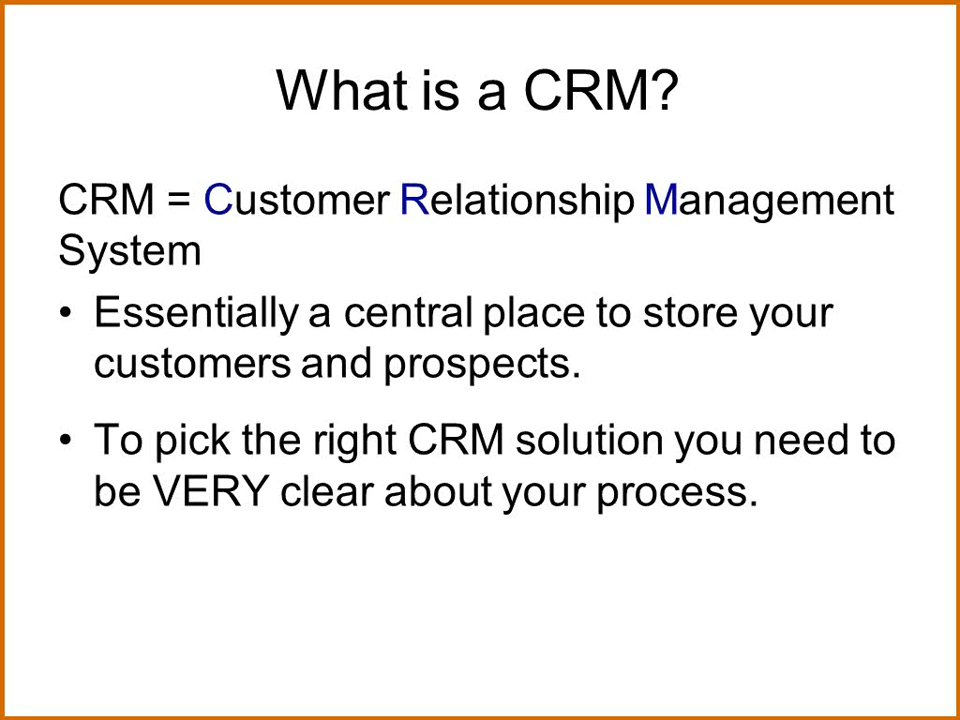 What is a CRM?
CRM = Customer Relationship Management
System
• Essentially a central place to store your
customers and prospects.
• To pick the right CRM solution you need to
be VERY clear about your process.